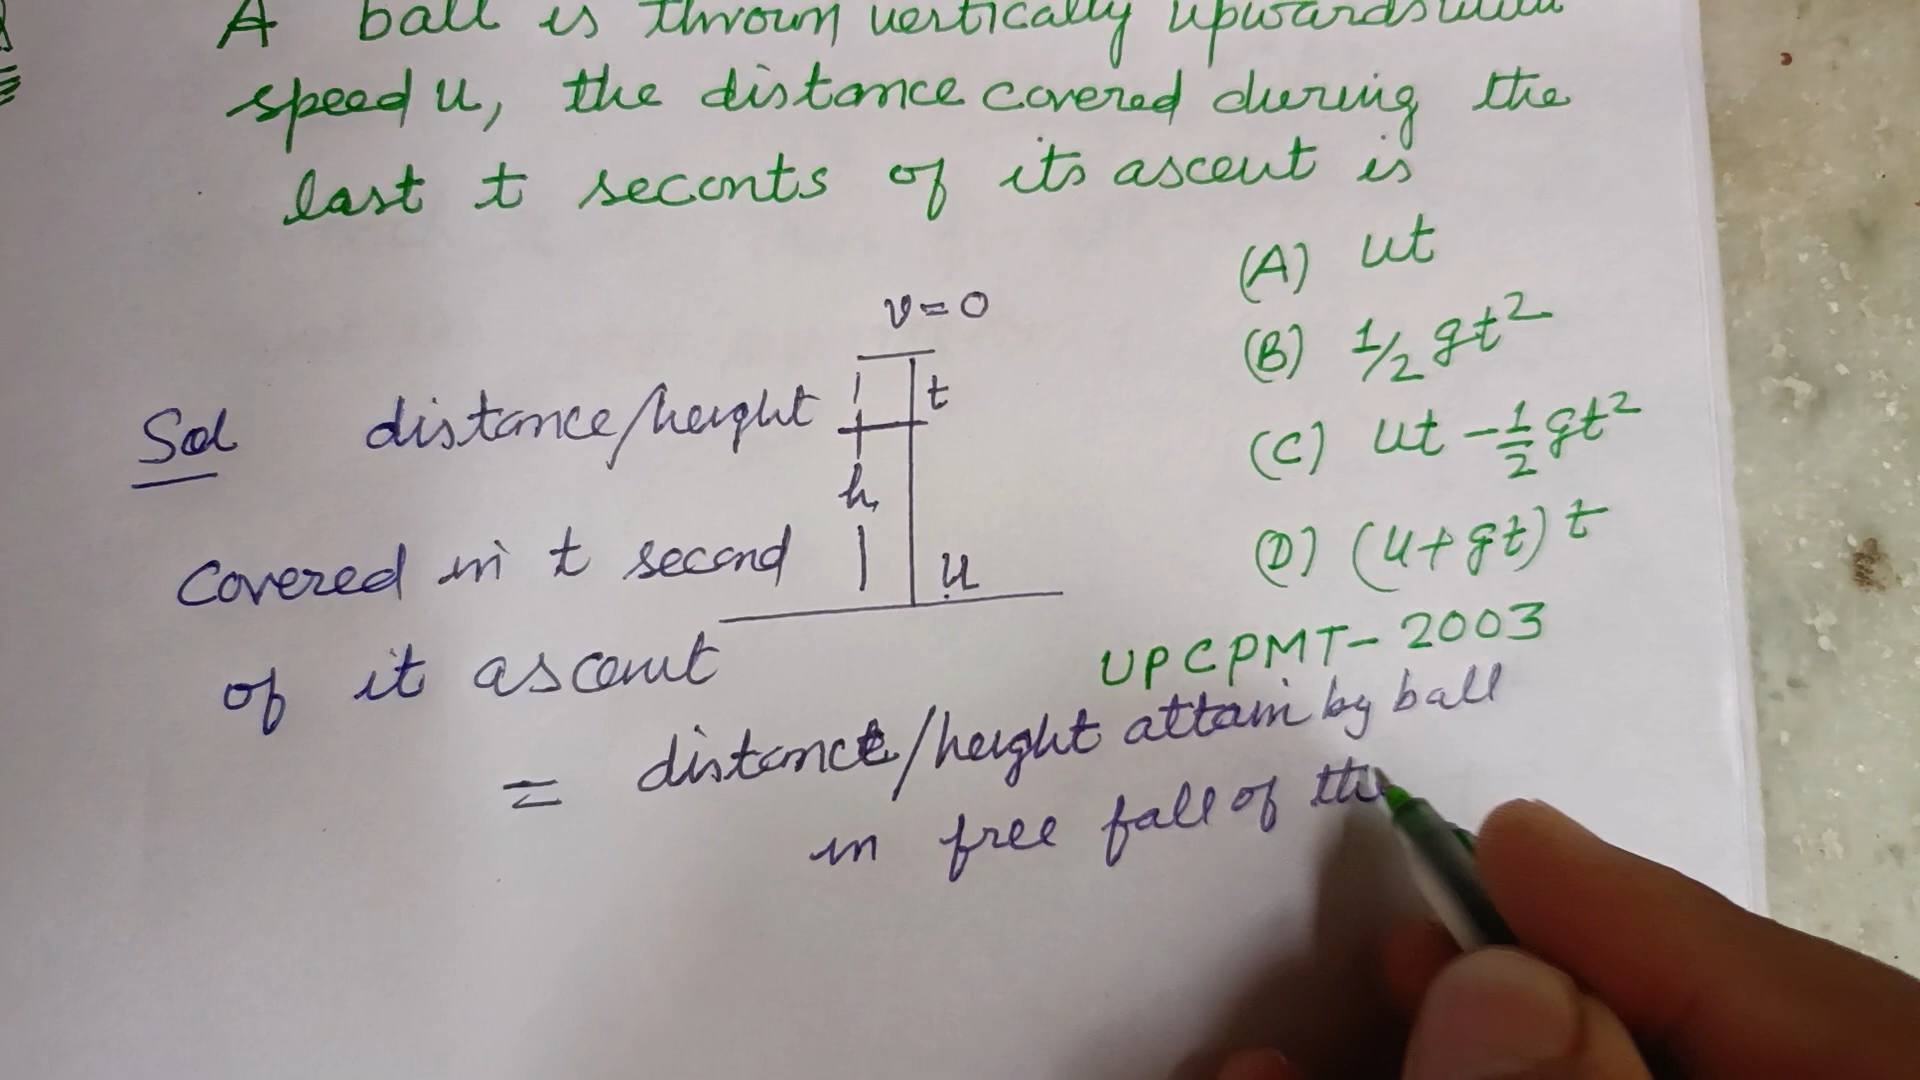 A ball is thrown vertically upwards with
speed u, the distance covered during the
last t seconts of its ascent is
(A) ut
(B) 1/2 gt²
(C) ut - 1/2 gt²
(D) (u+gt) t
UPCPMT- 2003
v=0
t
h
u
Sol distance/height
covered in t second
of it ascent
= distance/height attain by ball
in free fall of